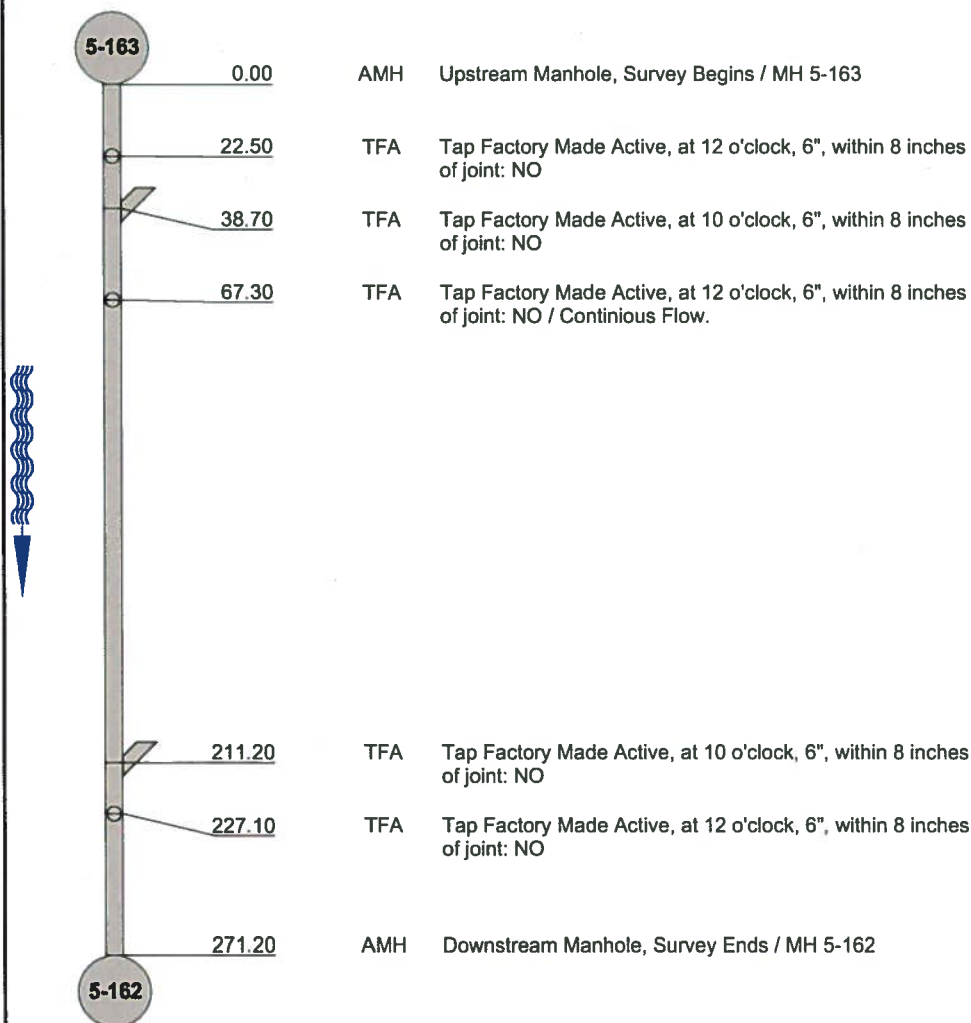 5-163
0.00 AMH Upstream Manhole, Survey Begins / MH 5-163
22.50 TFA Tap Factory Made Active, at 12 o'clock, 6", within 8 inches
of joint: NO
38.70 TFA Tap Factory Made Active, at 10 o'clock, 6", within 8 inches
of joint: NO
67.30 TFA Tap Factory Made Active, at 12 o'clock, 6", within 8 inches
of joint: NO / Continious Flow.
211.20 TFA Tap Factory Made Active, at 10 o'clock, 6", within 8 inches
of joint: NO
227.10 TFA Tap Factory Made Active, at 12 o'clock, 6", within 8 inches
of joint: NO
271.20 AMH Downstream Manhole, Survey Ends / MH 5-162
5-162